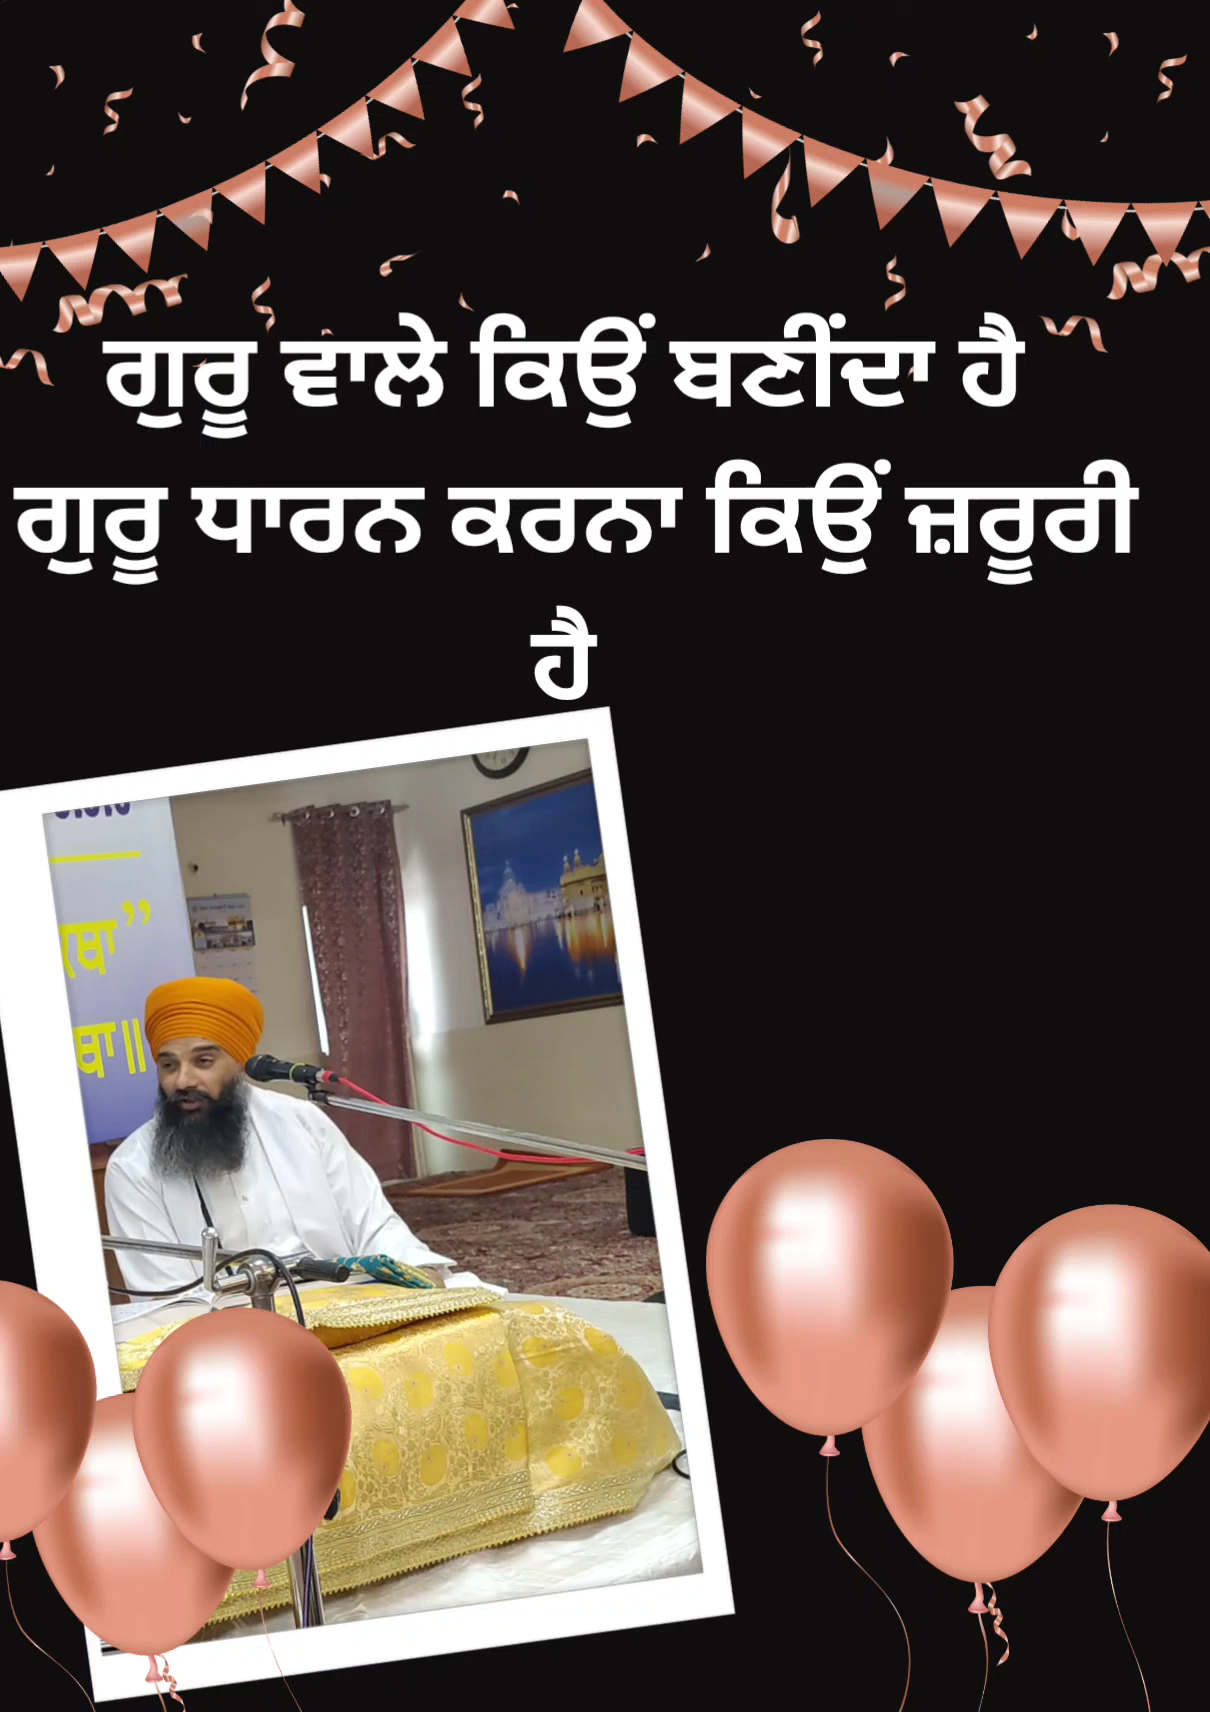 ਗੁਰੂ ਵਾਲੇ ਕਿਉਂ ਬਣੀਂਦਾ ਹੈ
ਗੁਰੂ ਧਾਰਨ ਕਰਨਾ ਕਿਉਂ ਜ਼ਰੂਰੀ
ਹੈ